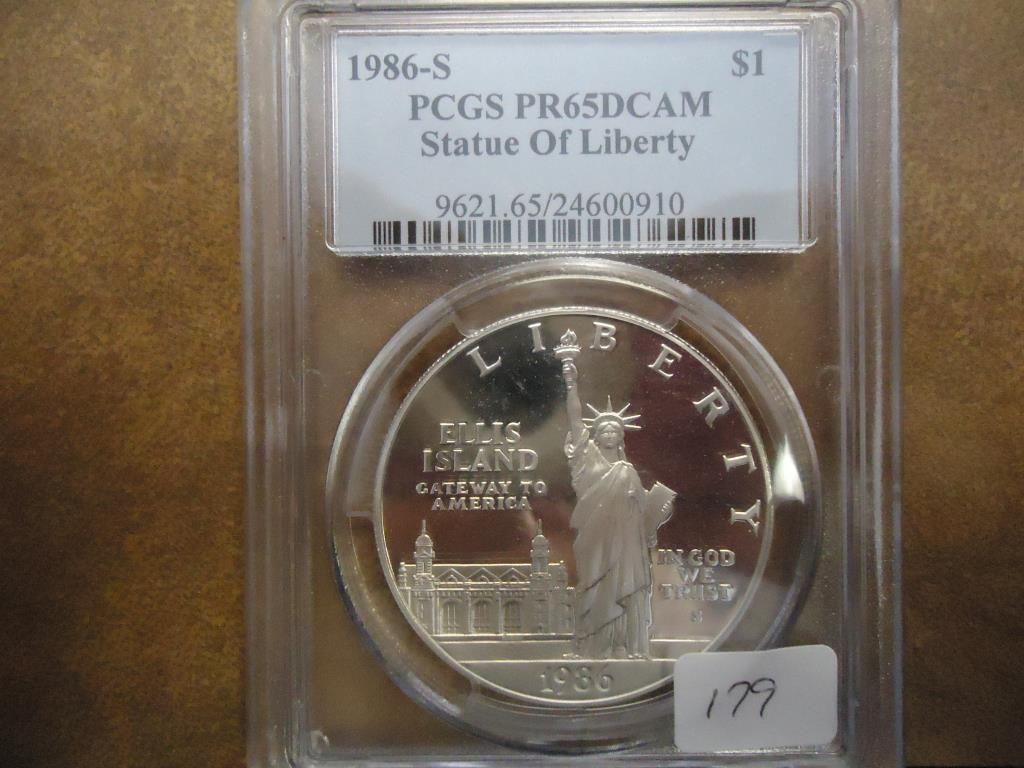 1986-S $1
PCGS PR65DCAM
Statue Of Liberty
9621.65/24600910
LIBERTY
ELLIS
ISLAND
GATEWAY TO
AMERICA
IN GOD
WE
TRUST
S
1986
179